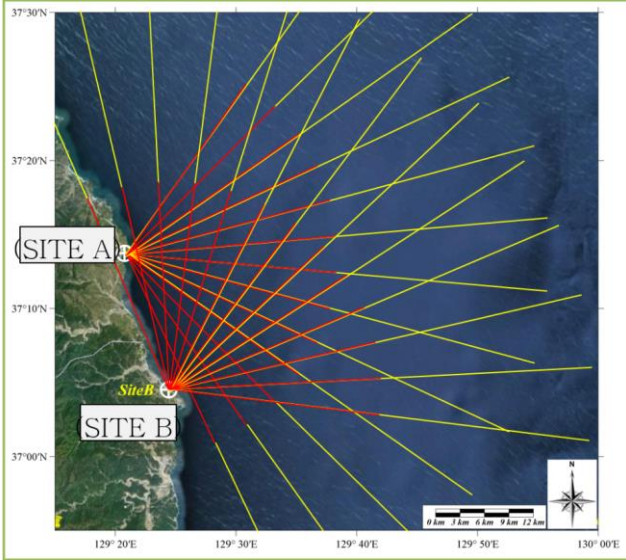 37°30'N
37°20'N
(SITE A)
37°10'N
SiteB
(SITE B)
37°00'N
N
0 km 3 km 6 km 9 km 12 km
129° 20'E
129° 30'E
129° 40'E
129° 50'E
130° 00'E